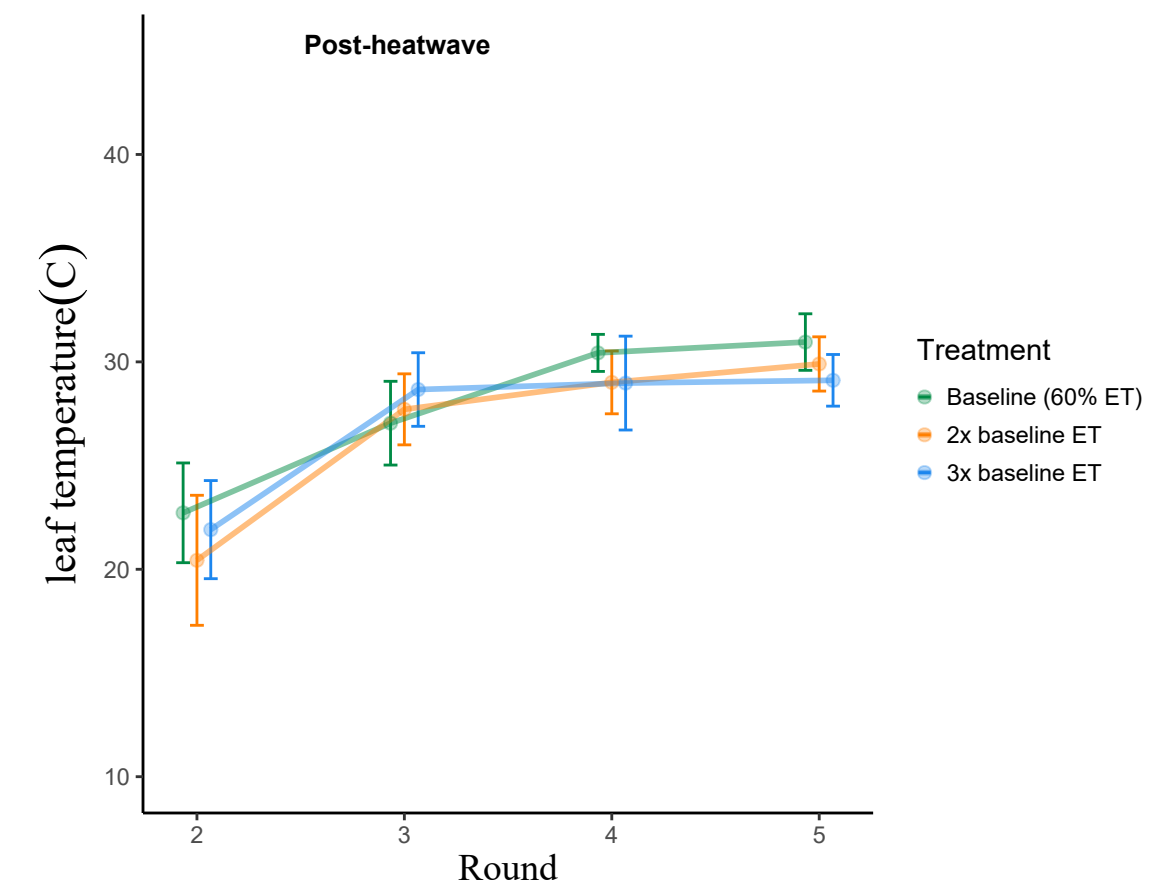 Post-heatwave
40
30
20
10
leaf temperature(C)
2 3 4 5
Round
Treatment
Baseline (60% ET)
2x baseline ET
3x baseline ET